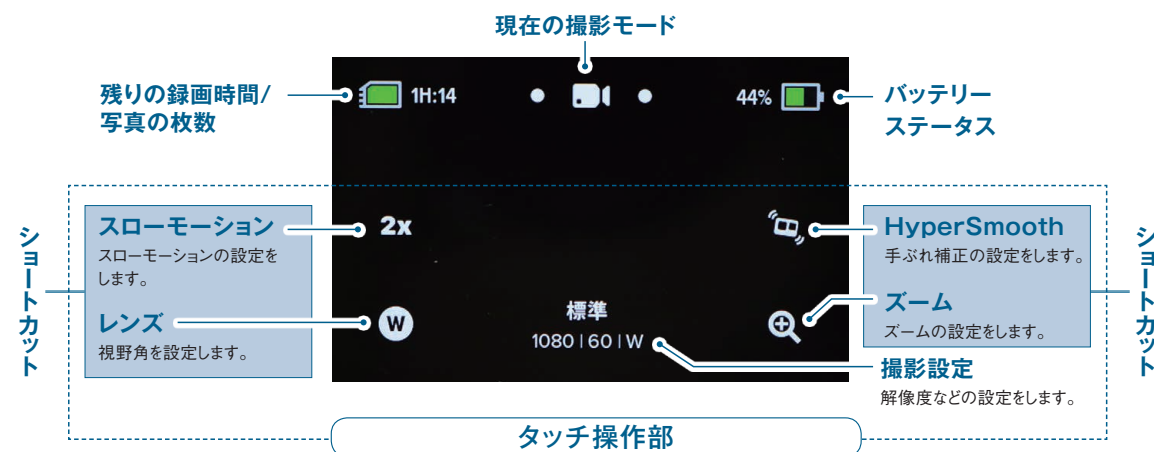 現在の撮影モード
残りの録画時間/
写真の枚数
1H:14
44%
バッテリー
ステータス
ショートカット
スローモーション
スローモーションの設定を
します。
2x
レンズ
視野角を設定します。
W
標準
1080 | 60 | W
HyperSmooth
手ぶれ補正の設定をします。
ズーム
ズームの設定をします。
撮影設定
解像度などの設定をします。
ショートカット
タッチ操作部